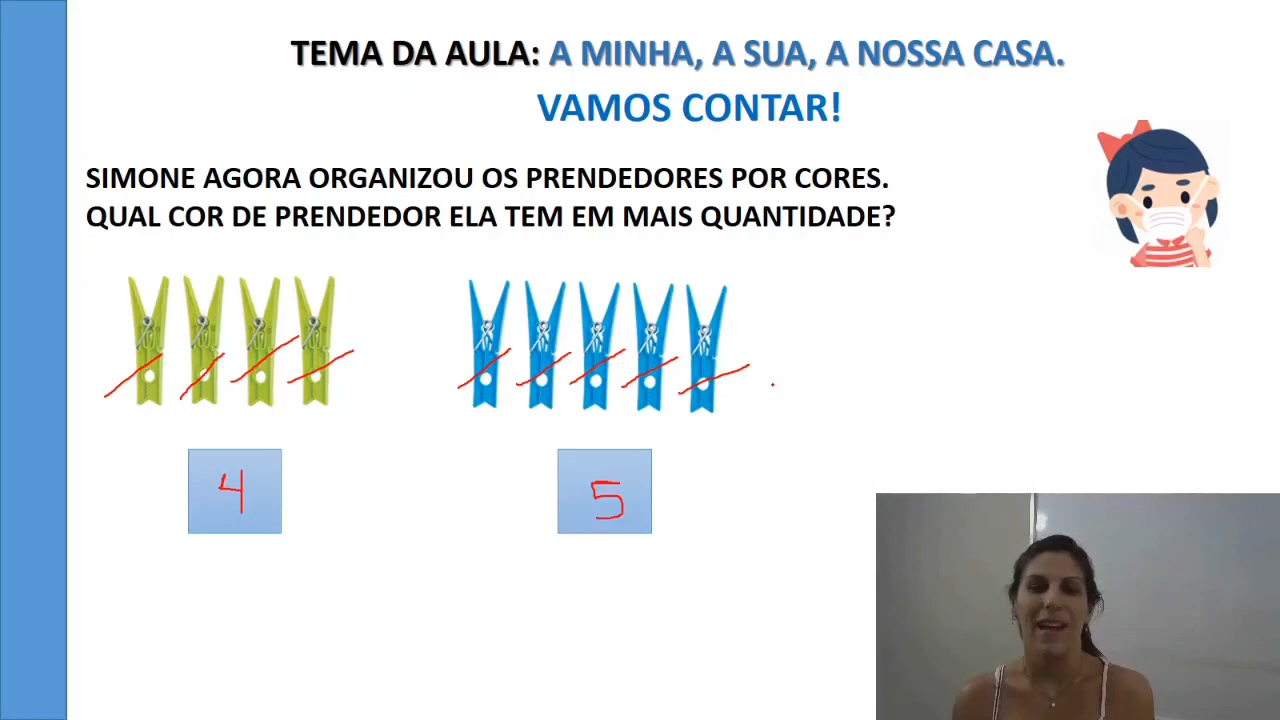 TEMA DA AULA: A MINHA, A SUA, A NOSSA CASA.
VAMOS CONTAR!
SIMONE AGORA ORGANIZOU OS PRENDEDORES POR CORES.
QUAL COR DE PRENDEDOR ELA TEM EM MAIS QUANTIDADE?
4
5